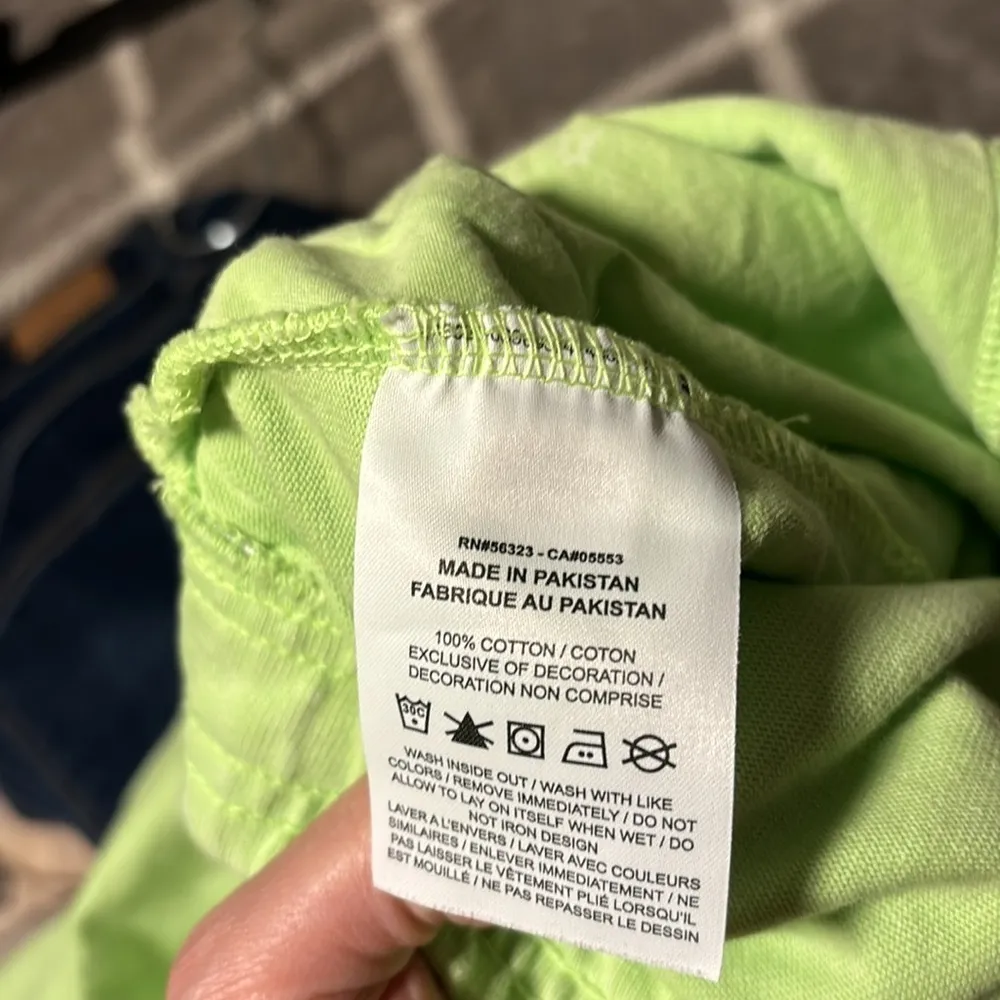 RN#56323 - CA#05553
MADE IN PAKISTAN
FABRIQUE AU PAKISTAN
100% COTTON / COTON
EXCLUSIVE OF DECORATION /
DECORATION NON COMPRISE
30C
WASH INSIDE OUT / WASH WITH LIKE
COLORS / REMOVE IMMEDIATELY / DO NOT
ALLOW TO LAY ON ITSELF WHEN WET / DO
NOT IRON DESIGN
LAVER A L'ENVERS / LAVER AVEC COULEURS
SIMILAIRES / ENLEVER IMMEDIATEMENT / NE
PAS LAISSER LE VÊTEMENT PLIÉ LORSQU'IL
EST MOUILLÉ / NE PAS REPASSER LE DESSIN